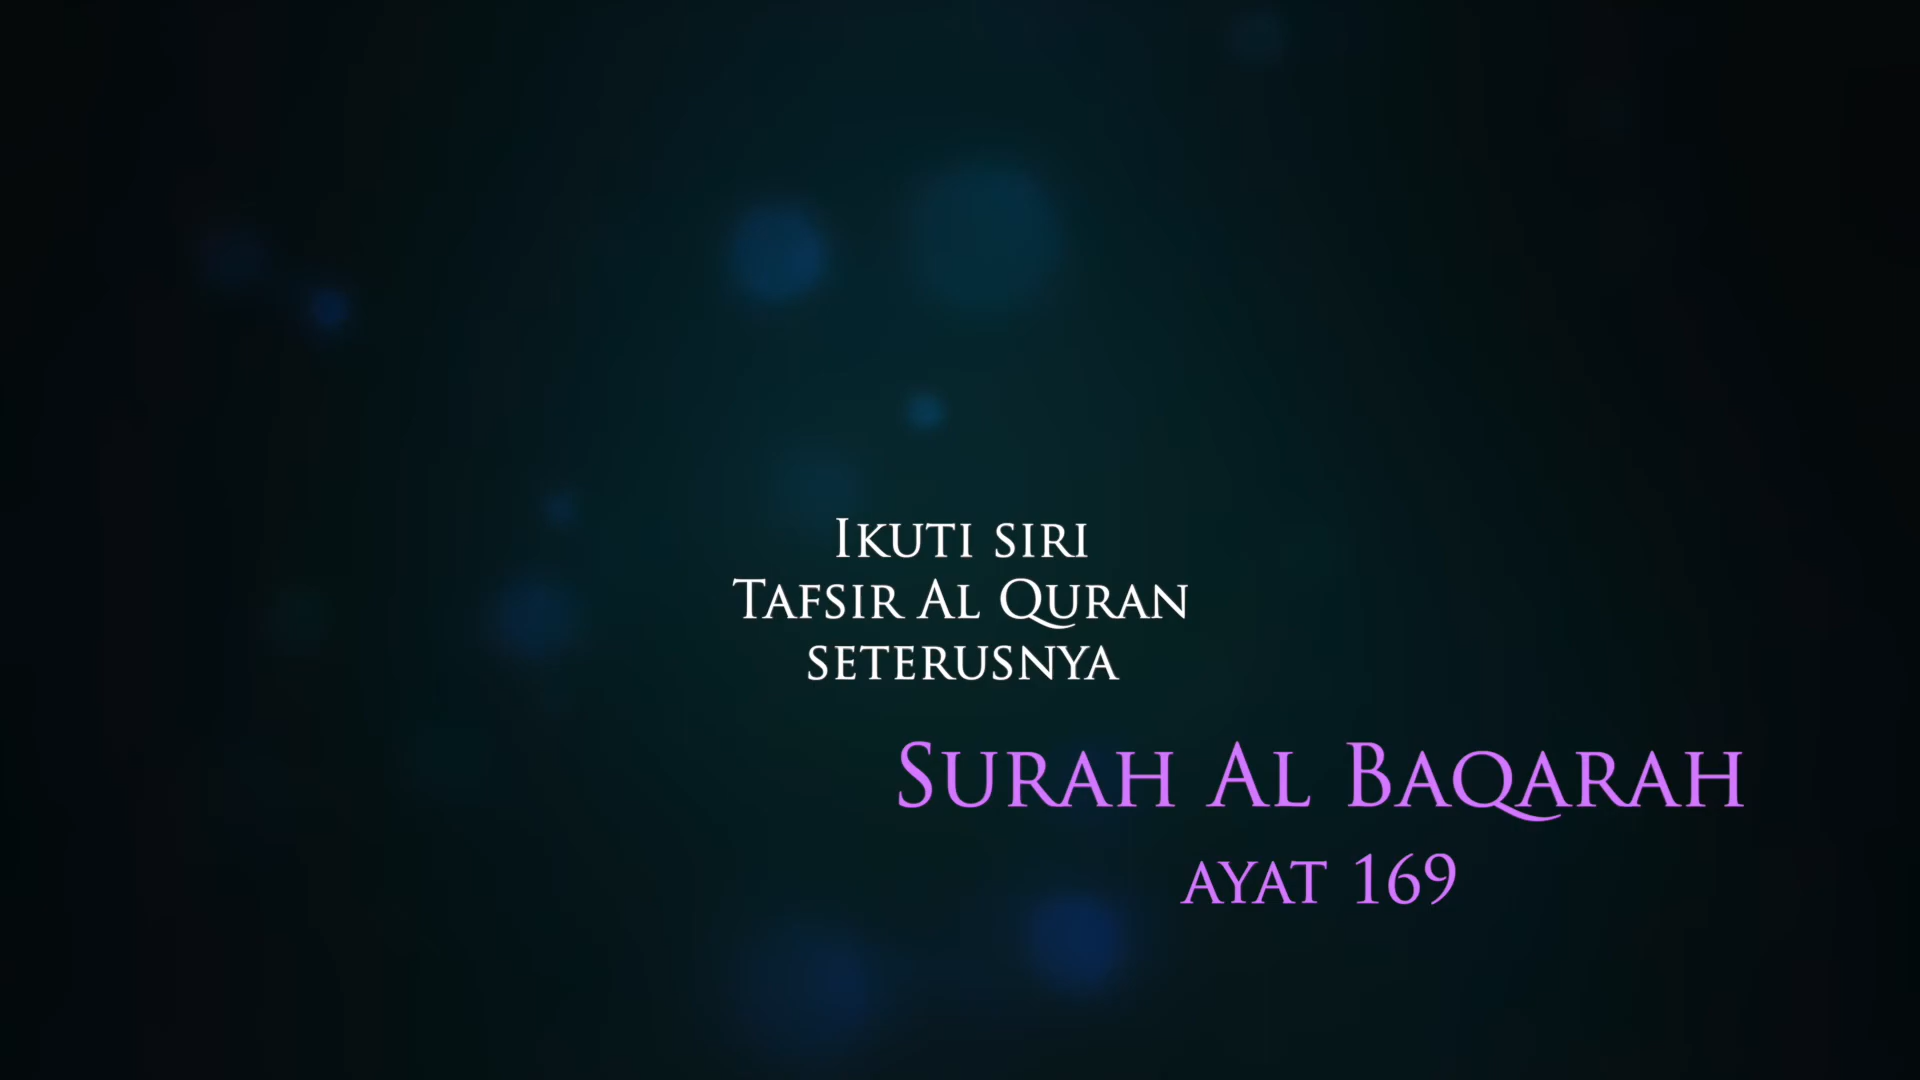 Ikuti siri
Tafsir Al Quran
seterusnya
Surah Al Baqarah
ayat 169